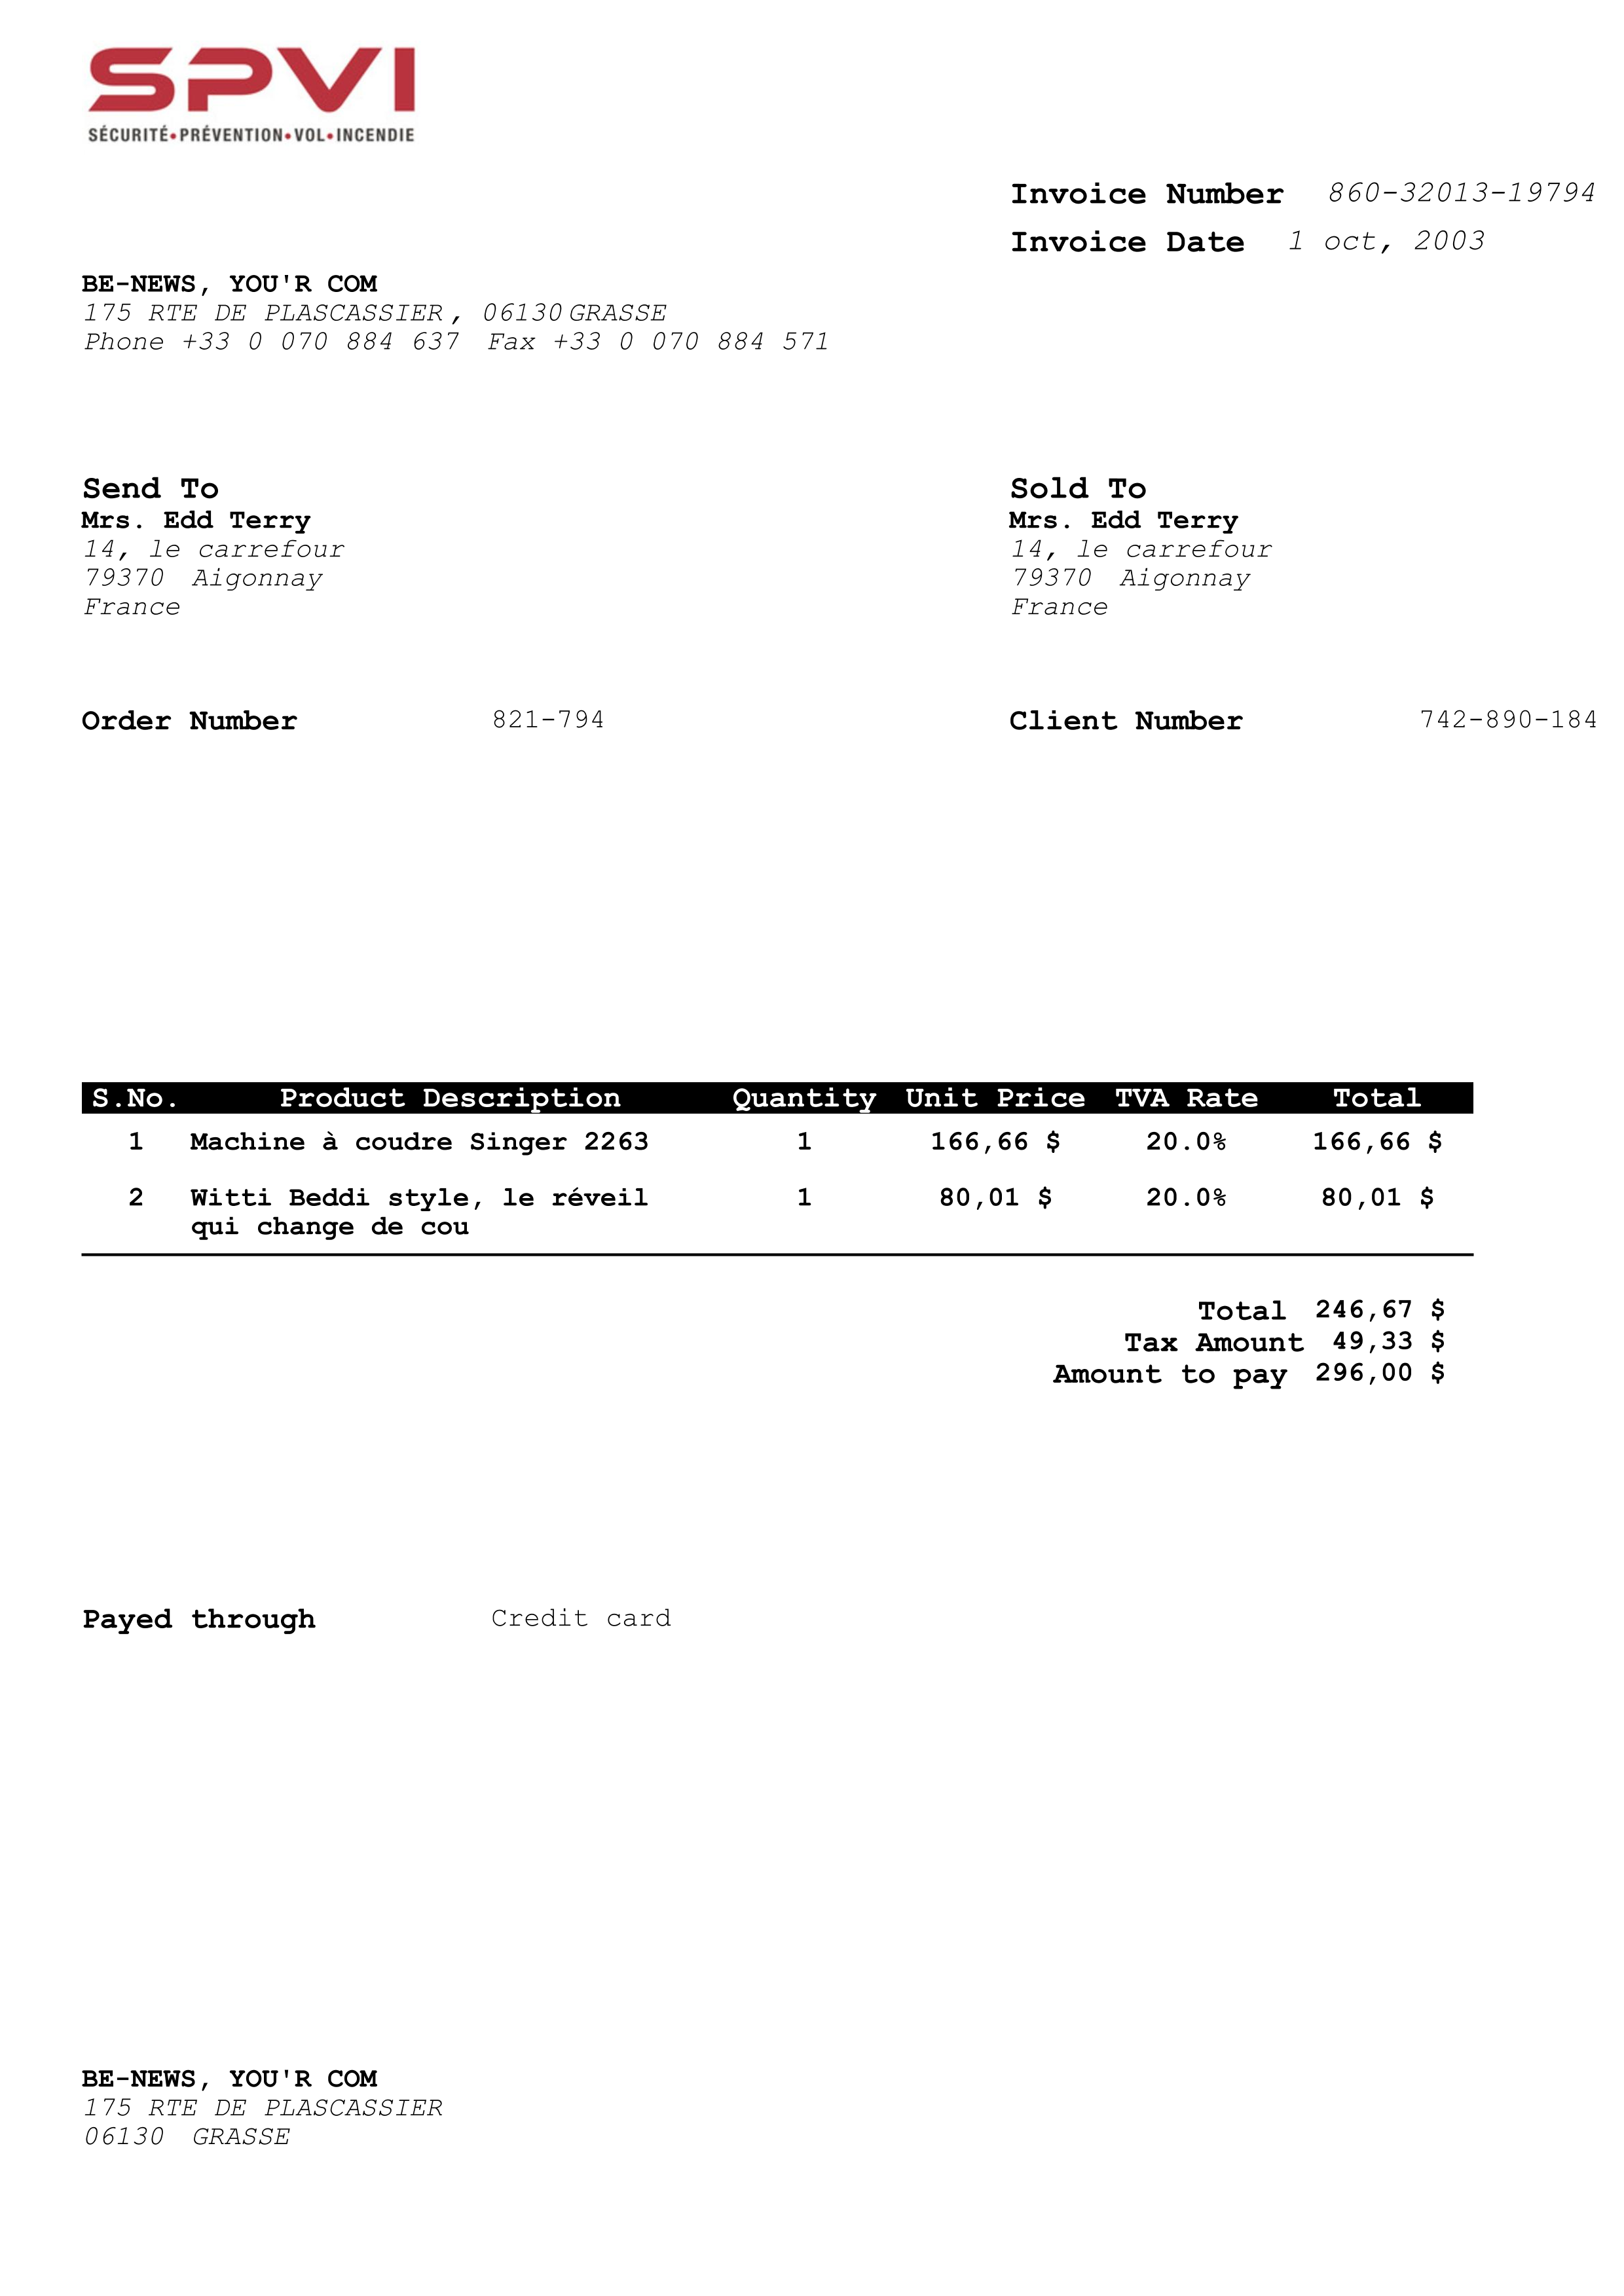 SPVI
SÉCURITÉ•PRÉVENTION•VOL•INCENDIE
Invoice Number 860-32013-19794
Invoice Date 1 oct, 2003
BE-NEWS, YOU'R COM
175 RTE DE PLASCASSIER, 06130 GRASSE
Phone +33 0 070 884 637 Fax +33 0 070 884 571
Send To
Mrs. Edd Terry
14, le carrefour
79370 Aigonnay
France
Sold To
Mrs. Edd Terry
14, le carrefour
79370 Aigonnay
France
Order Number 821-794
Client Number 742-890-184
S.No. Product Description Quantity Unit Price TVA Rate Total
1 Machine à coudre Singer 2263 1 166,66 $ 20.0% 166,66 $
2 Witti Beddi style, le réveil 1 80,01 $ 20.0% 80,01 $
qui change de cou
Total 246,67 $
Tax Amount 49,33 $
Amount to pay 296,00 $
Payed through Credit card
BE-NEWS, YOU'R COM
175 RTE DE PLASCASSIER
06130 GRASSE